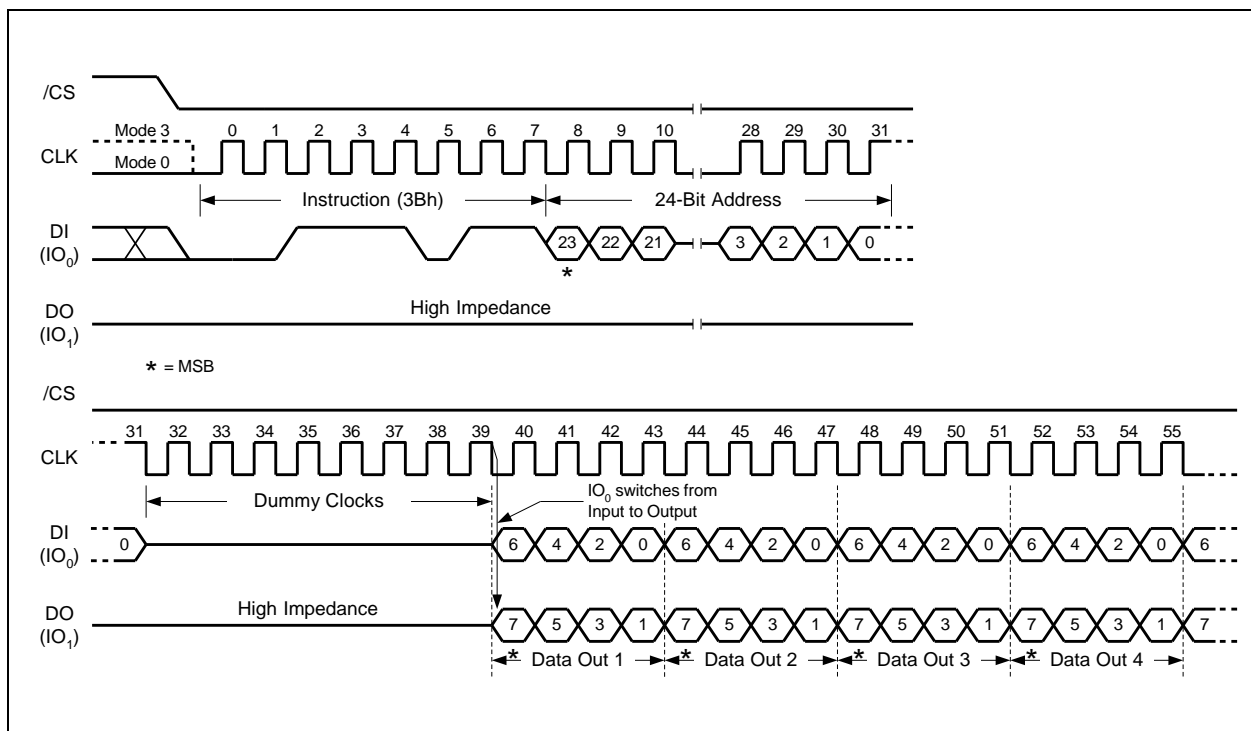 /CS
Mode 3 0 1 2 3 4 5 6 7 8 9 10 28 29 30 31
CLK
Mode 0
Instruction (3Bh) 24-Bit Address
DI
(IO0) 23 22 21 3 2 1 0
*
DO High Impedance
(IO1)
* = MSB
/CS
31 32 33 34 35 36 37 38 39 40 41 42 43 44 45 46 47 48 49 50 51 52 53 54 55
CLK
Dummy Clocks IO0 switches from
Input to Output
DI
(IO0) 0 6 4 2 0 6 4 2 0 6 4 2 0 6 4 2 0 6
DO High Impedance
(IO1) 7 5 3 1 7 5 3 1 7 5 3 1 7 5 3 1 7
* Data Out 1 * Data Out 2 * Data Out 3 * Data Out 4